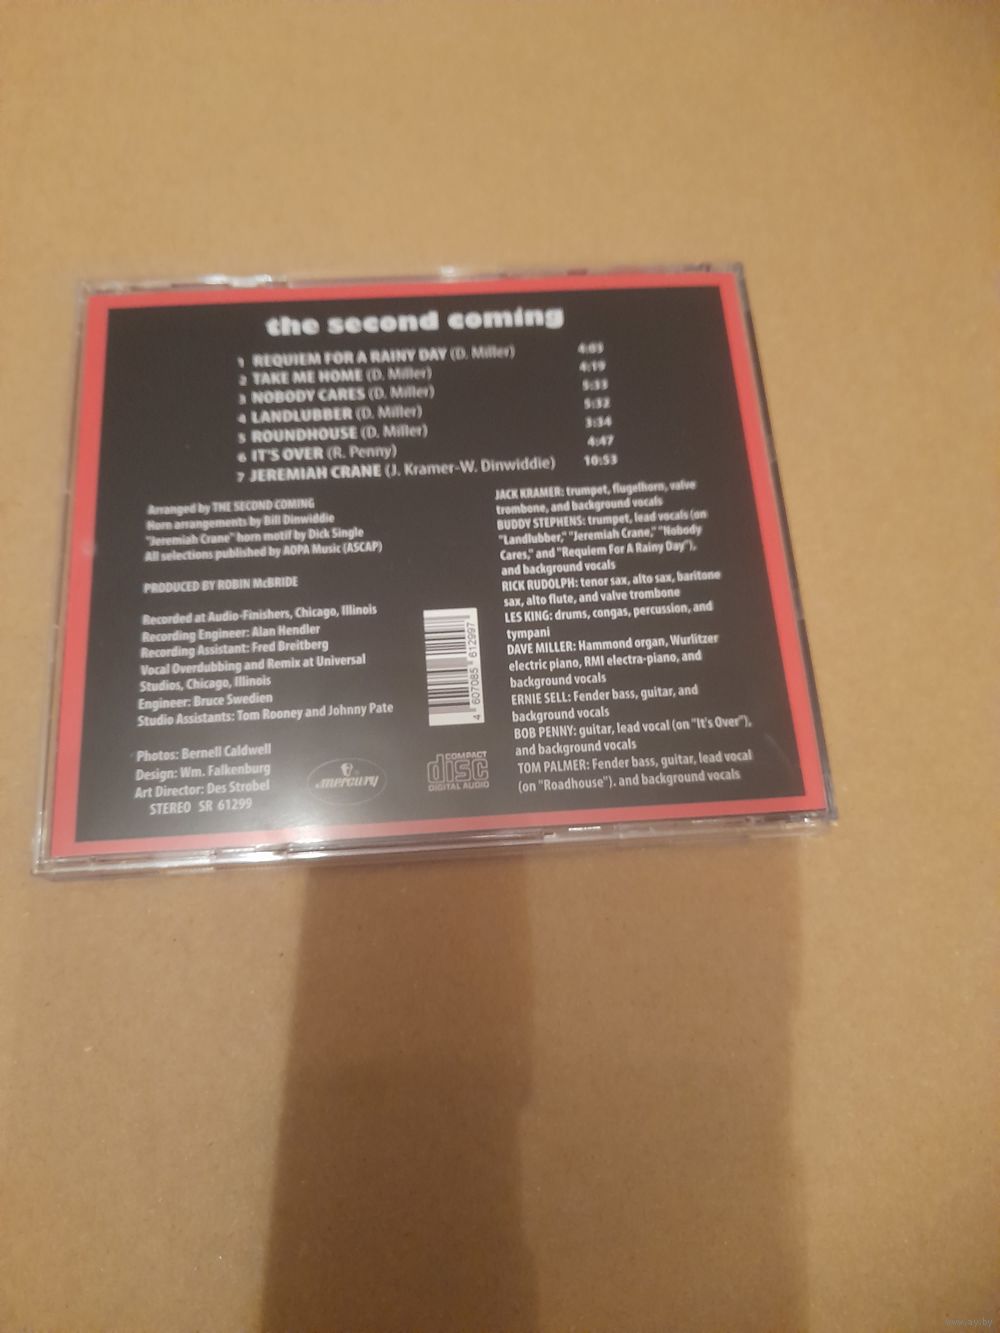 the second coming
1 REQUIEM FOR A RAINY DAY (D. Miller) 4:03
2 TAKE ME HOME (D. Miller) 4:19
3 NOBODY CARES (D. Miller) 5:33
4 LANDLUBBER (D. Miller) 5:32
5 ROUNDHOUSE (D. Miller) 3:34
6 IT'S OVER (R. Penny) 4:47
7 JEREMIAH CRANE (J. Kramer-W. Dinwiddie) 10:53
Arranged by THE SECOND COMING
Horn arrangements by Bill Dinwiddie
"Jeremiah Crane" horn motif by Dick Single
All selections published by AOPA Music (ASCAP)
PRODUCED BY ROBIN McBRIDE
Recorded at Audio-Finishers, Chicago, Illinois
Recording Engineer: Alan Hendler
Recording Assistant: Fred Breitberg
Vocal Overdubbing and Remix at Universal
Studios, Chicago, Illinois
Engineer: Bruce Swedien
Studio Assistants: Tom Rooney and Johnny Pate
Photos: Bernell Caldwell
Design: Wm. Falkenburg
Art Director: Des Strobel
STEREO SR 61299
mercury
4 607085 612997
COMPACT
disc
DIGITAL AUDIO
JACK KRAMER: trumpet, flugelhorn, valve
trombone, and background vocals
BUDDY STEPHENS: trumpet, lead vocals (on
"Landlubber," "Jeremiah Crane," "Nobody
Cares," and "Requiem For A Rainy Day"),
and background vocals
RICK RUDOLPH: tenor sax, alto sax, baritone
sax, alto flute, and valve trombone
LES KING: drums, congas, percussion, and
tympani
DAVE MILLER: Hammond organ, Wurlitzer
electric piano, RMI electra-piano, and
background vocals
ERNIE SELL: Fender bass, guitar, and
background vocals
BOB PENNY: guitar, lead vocal (on "It's Over"),
and background vocals
TOM PALMER: Fender bass, guitar, lead vocal
(on "Roadhouse"). and background vocals
www.ay.by